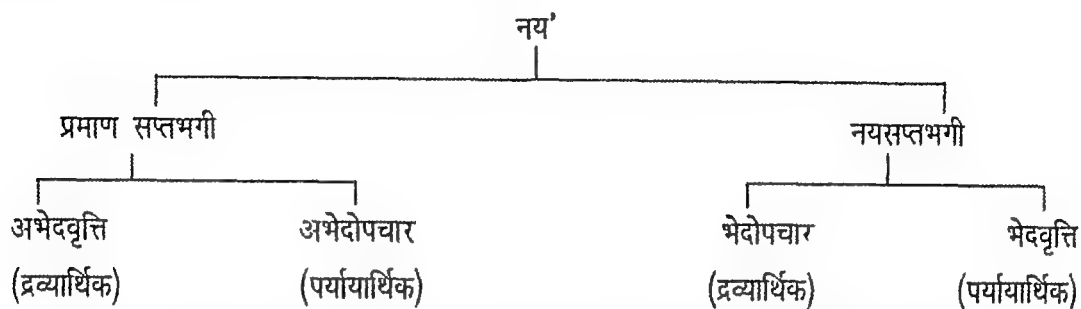 नय'
प्रमाण सप्तभगी नयसप्तभगी
अभेदवृत्ति अभेदोपचार भेदोपचार भेदवृत्ति
(द्रव्यार्थिक) (पर्यायार्थिक) (द्रव्यार्थिक) (पर्यायार्थिक)